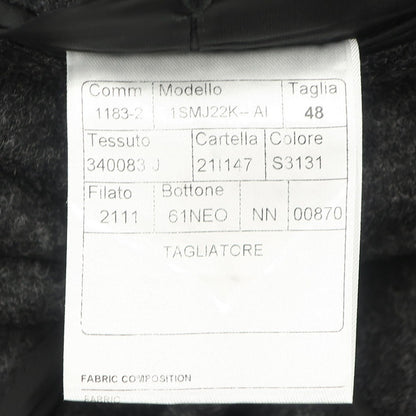 Comm Modello Taglia
1183-2 1SMJ22K-AI 48
Tessuto Cartella Colore
340083 J 21I147 S3131
Filato Bottone
2111 61NEO NN 00870
TAGLIATORE
FABRIC COMPOSITION
FABRIC